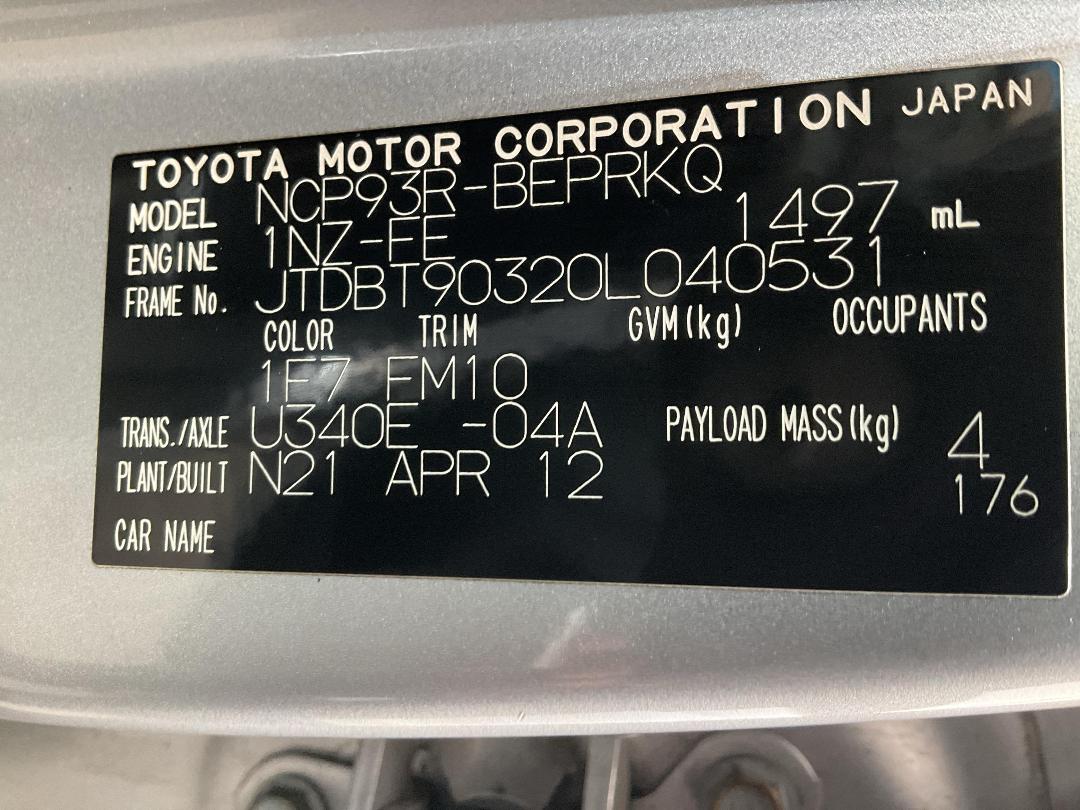 TOYOTA MOTOR CORPORATION JAPAN
MODEL NCP93R-BEPRKQ
ENGINE 1NZ-FE 1497 mL
FRAME No. JTDBT90320L040531
COLOR TRIM GVM(kg) OCCUPANTS
1F7 EM10
TRANS./AXLE U340E -04A PAYLOAD MASS(kg) 4
PLANT/BUILT N21 APR 12 176
CAR NAME